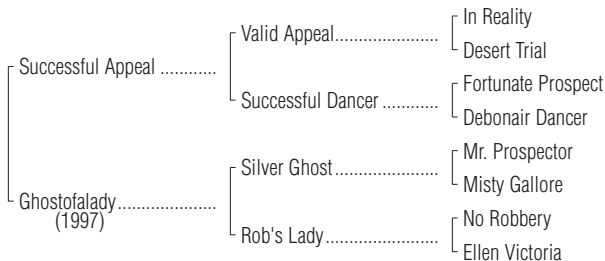 In Reality
Valid Appeal....................
Desert Trial
Successful Appeal ............
Fortunate Prospect
Successful Dancer ...........
Debonair Dancer
Mr. Prospector
Silver Ghost....................
Misty Gallore
Ghostofalady....................
(1997)
No Robbery
Rob's Lady......................
Ellen Victoria